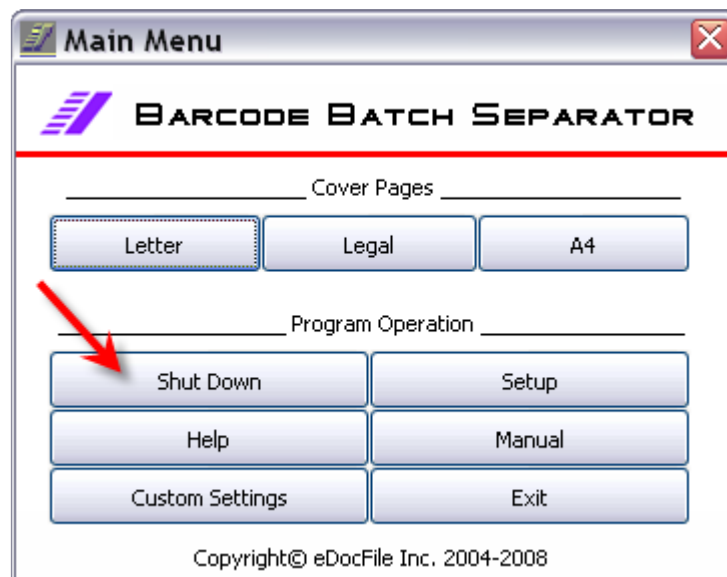 Main Menu
BARCODE BATCH SEPARATOR
Cover Pages
Letter Legal A4
Program Operation
Shut Down Setup
Help Manual
Custom Settings Exit
Copyright© eDocFile Inc. 2004-2008